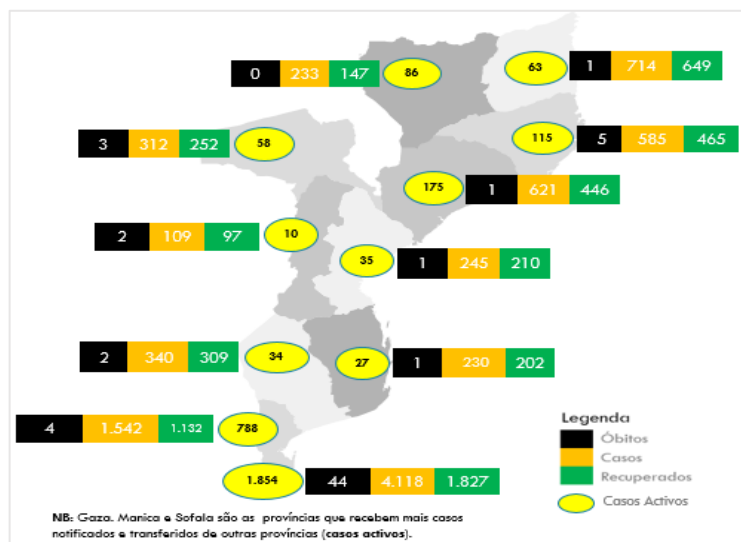 0 233 147 86
63 1 714 649
3 312 252 58
115 5 585 465
175 1 621 446
2 109 97 10
35 1 245 210
2 340 309 34
27 1 230 202
4 1.542 1.132 788
1.854 44 4.118 1.827
Legenda
Óbitos
Casos
Recuperados
Casos Activos
NB: Gaza. Manica e Sofala são as províncias que recebem mais casos
notificados e transferidos de outras províncias (casos activos).